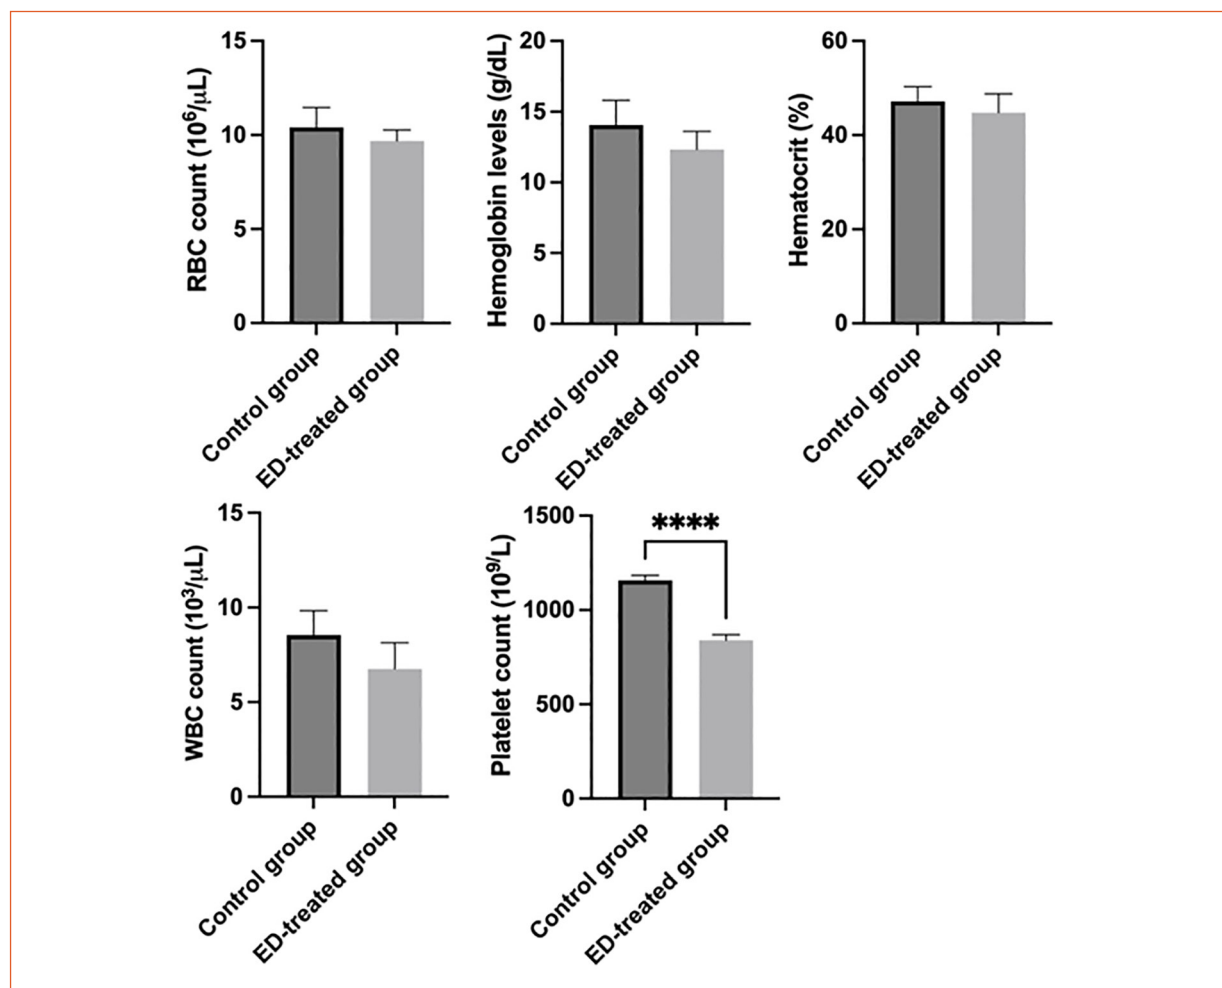 RBC count (10⁶/μL)
15
10
5
0
Control group
ED-treated group
Hemoglobin levels (g/dL)
20
15
10
5
0
Control group
ED-treated group
Hematocrit (%)
60
40
20
0
Control group
ED-treated group
WBC count (10³/μL)
15
10
5
0
Control group
ED-treated group
Platelet count (10⁹/L)
1500
1000
500
0
****
Control group
ED-treated group